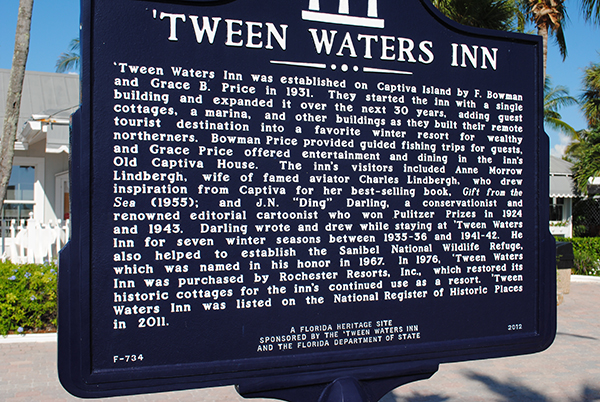 'TWEEN WATERS INN
'Tween Waters Inn was established on Captiva Island by F. Bowman
and Grace B. Price in 1931. They started the inn with a single
building and expanded it over the next 30 years, adding guest
cottages, a marina, and other buildings as they built their remote
tourist destination into a favorite winter resort for wealthy
northerners. Bowman Price provided guided fishing trips for guests,
and Grace Price offered entertainment and dining in the inn's
Old Captiva House. The inn's visitors included Anne Morrow
Lindbergh, wife of famed aviator Charles Lindbergh, who drew
inspiration from Captiva for her best-selling book, Gift from the
Sea (1955); and J.N. "Ding" Darling, a conservationist and
renowned editorial cartoonist who won Pulitzer Prizes in 1924
and 1943. Darling wrote and drew while staying at 'Tween Waters
Inn for seven winter seasons between 1935-36 and 1941-42. He
also helped to establish the Sanibel National Wildlife Refuge,
which was named in his honor in 1967. In 1976, 'Tween Waters
Inn was purchased by Rochester Resorts, Inc., which restored its
historic cottages for the inn's continued use as a resort. 'Tween
Waters Inn was listed on the National Register of Historic Places
in 2011.
A FLORIDA HERITAGE SITE
SPONSORED BY THE 'TWEEN WATERS INN
AND THE FLORIDA DEPARTMENT OF STATE
F-734
2012